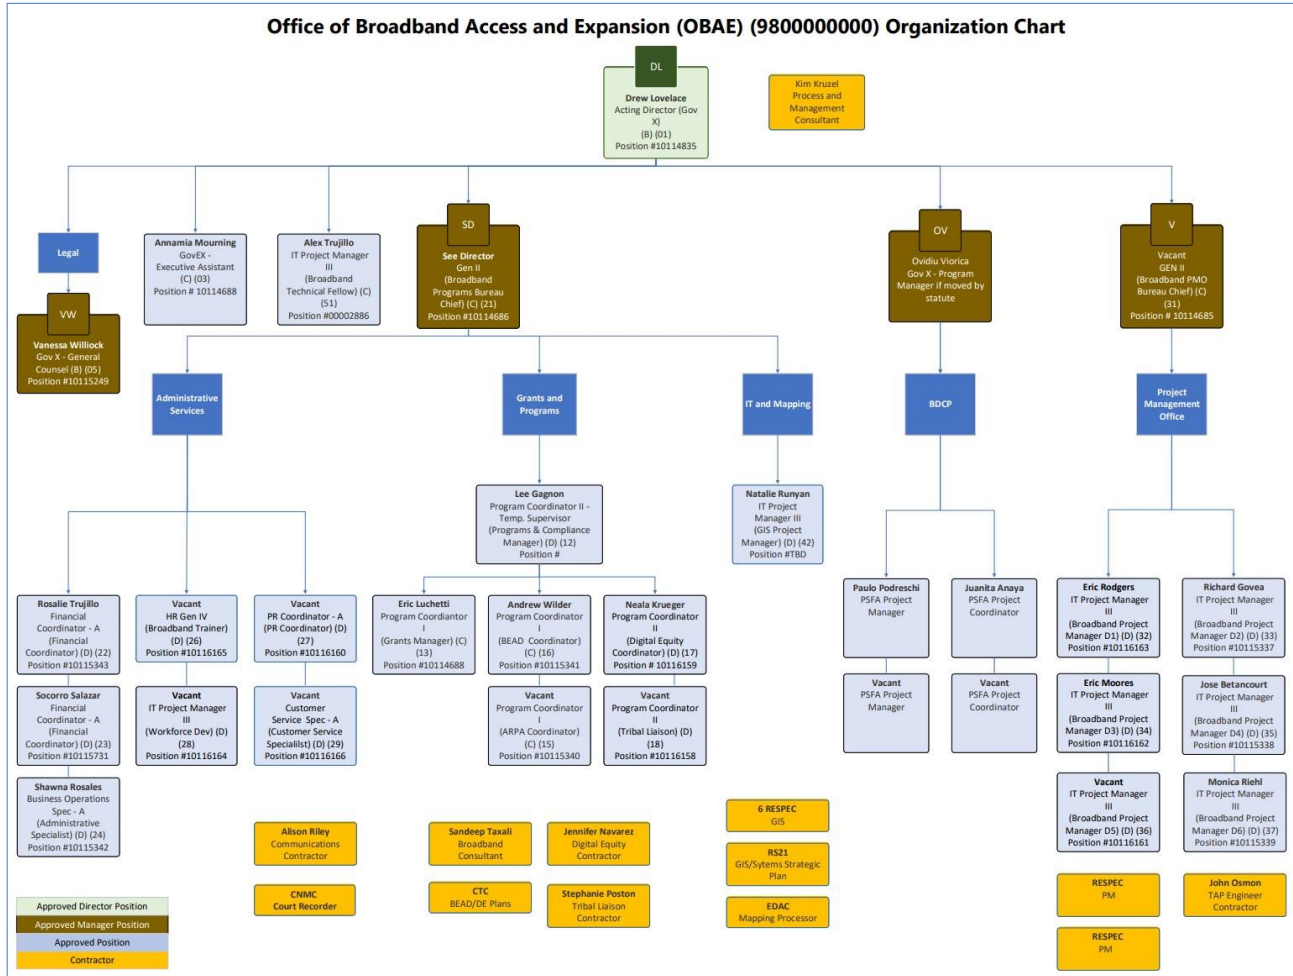 Office of Broadband Access and Expansion (OBAE) (9800000000) Organization Chart
DL
Drew Lovelace
Acting Director (Gov
X)
(B) (01)
Position #10114835
Kim Kruzel
Process and
Management
Consultant
Legal
VW
Vanessa Williock
Gov X - General
Counsel (B) (05)
Position #10115249
Annamia Mourning
GovEX -
Executive Assistant
(C) (03)
Position # 10114688
Alex Trujillo
IT Project Manager
III
(Broadband
Technical Fellow) (C)
(51)
Position #00002886
SD
See Director
Gen II
(Broadband
Programs Bureau
Chief) (C) (21)
Position #10114686
OV
Ovidiu Viorica
Gov X - Program
Manager if moved by
statute
V
Vacant
GEN II
(Broadband PMO
Bureau Chief) (C)
(31)
Position # 10114685
Administrative
Services
Grants and
Programs
IT and Mapping
BDCP
Project
Management
Office
Lee Gagnon
Program Coordinator II -
Temp. Supervisor
(Programs & Compliance
Manager) (D) (12)
Position #
Natalie Runyan
IT Project
Manager III
(GIS Project
Manager) (D) (42)
Position #TBD
Rosalie Trujillo
Financial
Coordinator - A
(Financial
Coordinator) (D) (22)
Position #10115343
Vacant
HR Gen IV
(Broadband Trainer)
(D) (26)
Position #10116165
Vacant
PR Coordinator - A
(PR Coordinator) (D)
(27)
Position #10116160
Eric Luchetti
Program Coordiantor
I
(Grants Manager) (C)
(13)
Position #10114688
Andrew Wilder
Program Coordinator
I
(BEAD  Coordinator)
(C) (16)
Position #10115341
Neala Krueger
Program Coordinator
II
(Digital Equity
Coordinator) (D) (17)
Position # 10116159
Paulo Podreschi
PSFA Project
Manager
Juanita Anaya
PSFA Project
Coordinator
Eric Rodgers
IT Project Manager
III
(Broadband Project
Manager D1) (D) (32)
Position #10116163
Richard Govea
IT Project Manager
III
(Broadband Project
Manager D2) (D) (33)
Position #10115337
Socorro Salazar
Financial
Coordinator - A
(Financial
Coordinator) (D) (23)
Position #10115731
Vacant
IT Project Manager
III
(Workforce Dev) (D)
(28)
Position #10116164
Vacant
Customer
Service  Spec - A
(Customer Service
Specialilst) (D) (29)
Position #10116166
Vacant
Program Coordinator
I
(ARPA Coordinator)
(C) (15)
Position #10115340
Vacant
Program Coordinator
II
(Tribal Liaison) (D)
(18)
Position #10116158
Vacant
PSFA Project
Manager
Vacant
PSFA Project
Coordinator
Eric Moores
IT Project Manager
III
(Broadband Project
Manager D3) (D) (34)
Position #10116162
Jose Betancourt
IT Project Manager
III
(Broadband Project
Manager D4) (D) (35)
Position #10115338
Shawna Rosales
Business Operations
Spec - A
(Administrative
Specialist) (D) (24)
Position #10115342
Vacant
IT Project Manager
III
(Broadband Project
Manager D5) (D) (36)
Position #10116161
Monica Riehl
IT Project Manager
III
(Broadband Project
Manager D6) (D) (37)
Position #10115339
Alison Riley
Communications
Contractor
CNMC
Court Recorder
Sandeep Taxali
Broadband
Consultant
CTC
BEAD/DE Plans
Jennifer Navarez
Digital Equity
Contractor
Stephanie Poston
Tribal Liaison
Contractor
6 RESPEC
GIS
RS21
GIS/Sytems Strategic
Plan
EDAC
Mapping Processor
RESPEC
PM
RESPEC
PM
John Osmon
TAP Engineer
Contractor
Approved Director Position
Approved Manager Position
Approved Position
Contractor